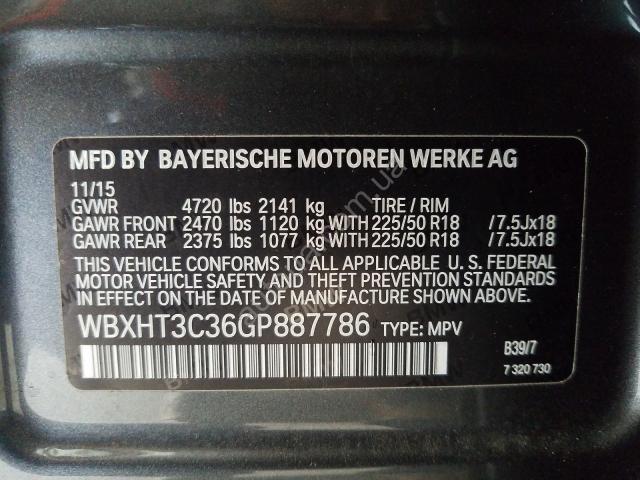 MFD BY BAYERISCHE MOTOREN WERKE AG
11/15
GVWR 4720 lbs 2141 kg TIRE / RIM
GAWR FRONT 2470 lbs 1120 kg WITH 225/50 R18 / 7.5Jx18
GAWR REAR 2375 lbs 1077 kg WITH 225/50 R18 / 7.5Jx18
THIS VEHICLE CONFORMS TO ALL APPLICABLE U. S. FEDERAL
MOTOR VEHICLE SAFETY AND THEFT PREVENTION STANDARDS
IN EFFECT ON THE DATE OF MANUFACTURE SHOWN ABOVE.
WBXHT3C36GP887786 TYPE: MPV
B39/7
7 320 730